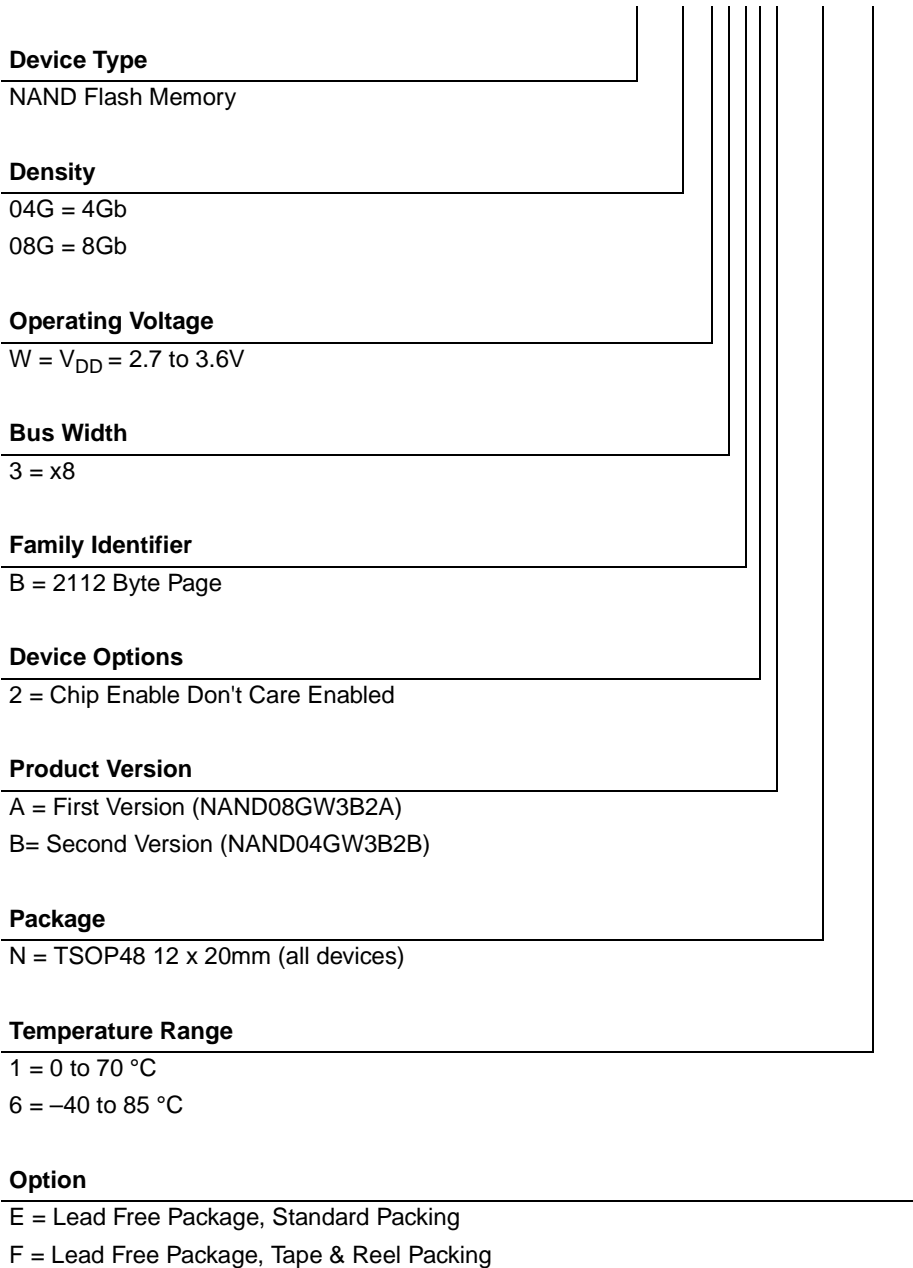 Device Type
NAND Flash Memory
Density
04G = 4Gb
08G = 8Gb
Operating Voltage
W = VDD = 2.7 to 3.6V
Bus Width
3 = x8
Family Identifier
B = 2112 Byte Page
Device Options
2 = Chip Enable Don't Care Enabled
Product Version
A = First Version (NAND08GW3B2A)
B= Second Version (NAND04GW3B2B)
Package
N = TSOP48 12 x 20mm (all devices)
Temperature Range
1 = 0 to 70 °C
6 = –40 to 85 °C
Option
E = Lead Free Package, Standard Packing
F = Lead Free Package, Tape & Reel Packing